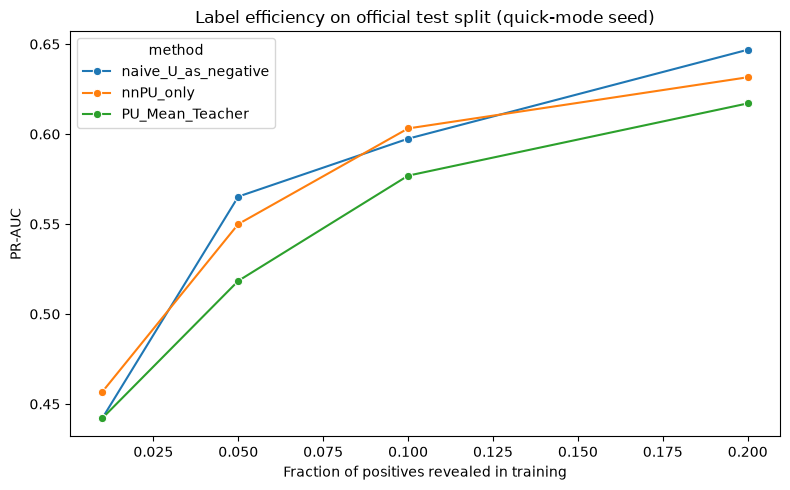 Label efficiency on official test split (quick-mode seed)
method
naive_U_as_negative
nnPU_only
PU_Mean_Teacher
PR-AUC
0.65
0.60
0.55
0.50
0.45
0.025 0.050 0.075 0.100 0.125 0.150 0.175 0.200
Fraction of positives revealed in training